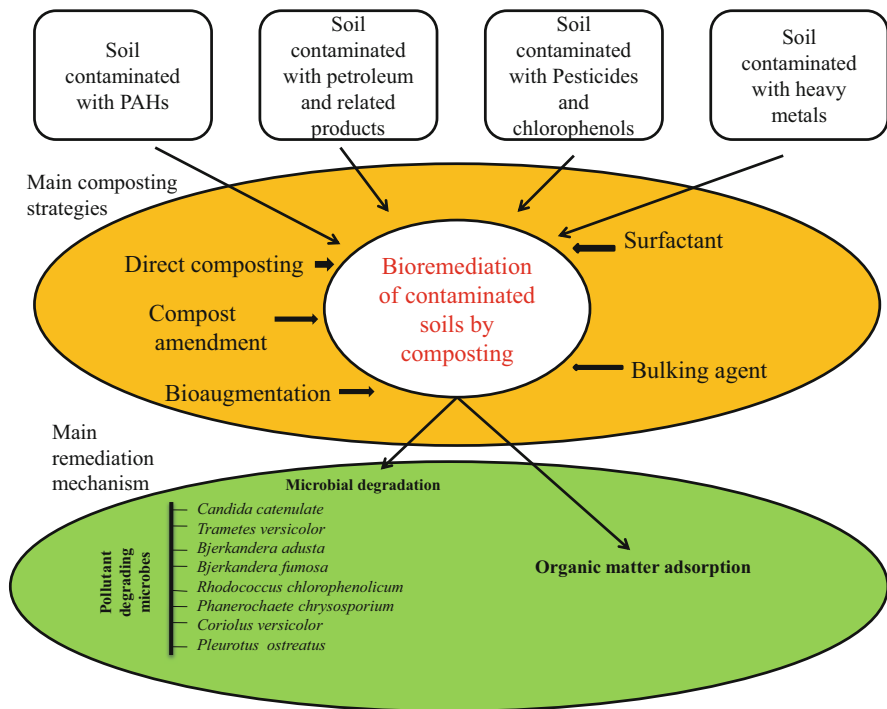 Soil
contaminated
with PAHs
Soil
contaminated
with petroleum
and related
products
Soil
contaminated
with Pesticides
and
chlorophenols
Soil
contaminated
with heavy
metals
Main composting
strategies
Direct composting
Compost
amendment
Bioaugmentation
Bioremediation
of contaminated
soils by
composting
Surfactant
Bulking agent
Main
remediation
mechanism
Microbial degradation
Pollutant
degrading
microbes
Candida catenulate
Trametes versicolor
Bjerkandera adusta
Bjerkandera fumosa
Rhodococcus chlorophenolicum
Phanerochaete chrysosporium
Coriolus versicolor
Pleurotus ostreatus
Organic matter adsorption